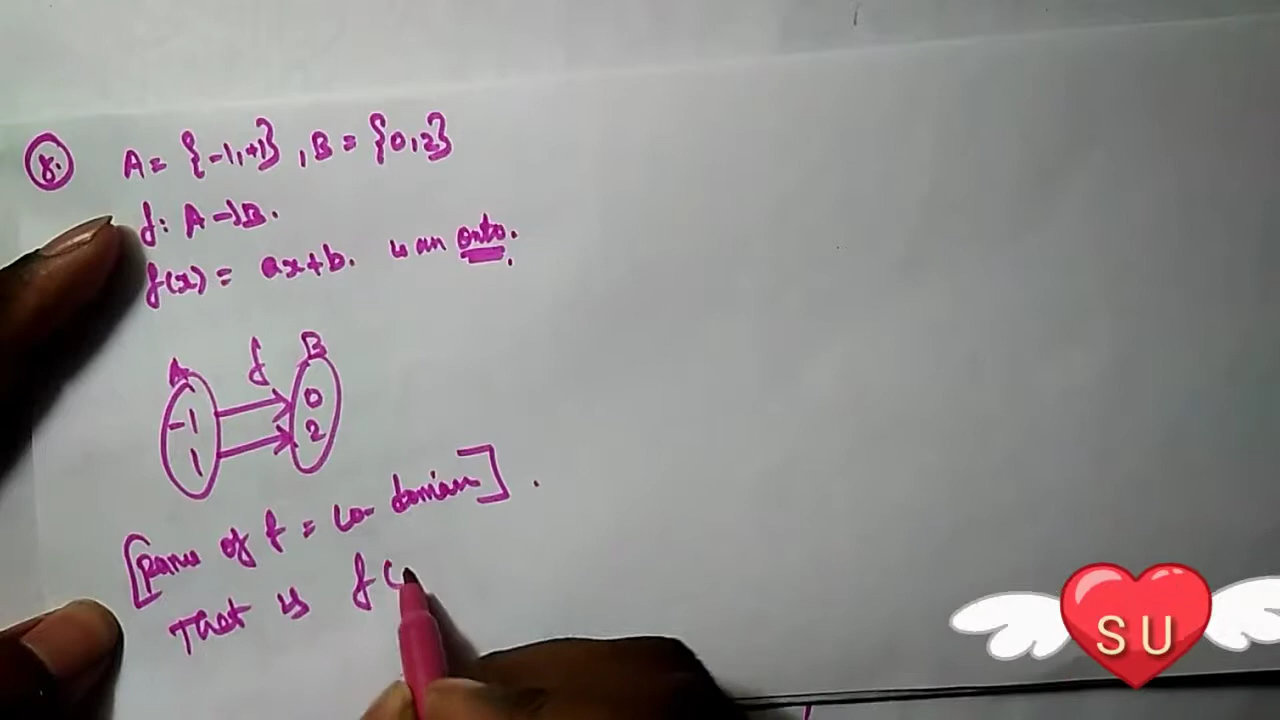 8.
A = {-1,+1}, B = {0,2}
f: A→B.
f(x) = ax+b. is an onto.
A f B
-1 0
1 2
[Range of f = co-domian].
That is f(
SU